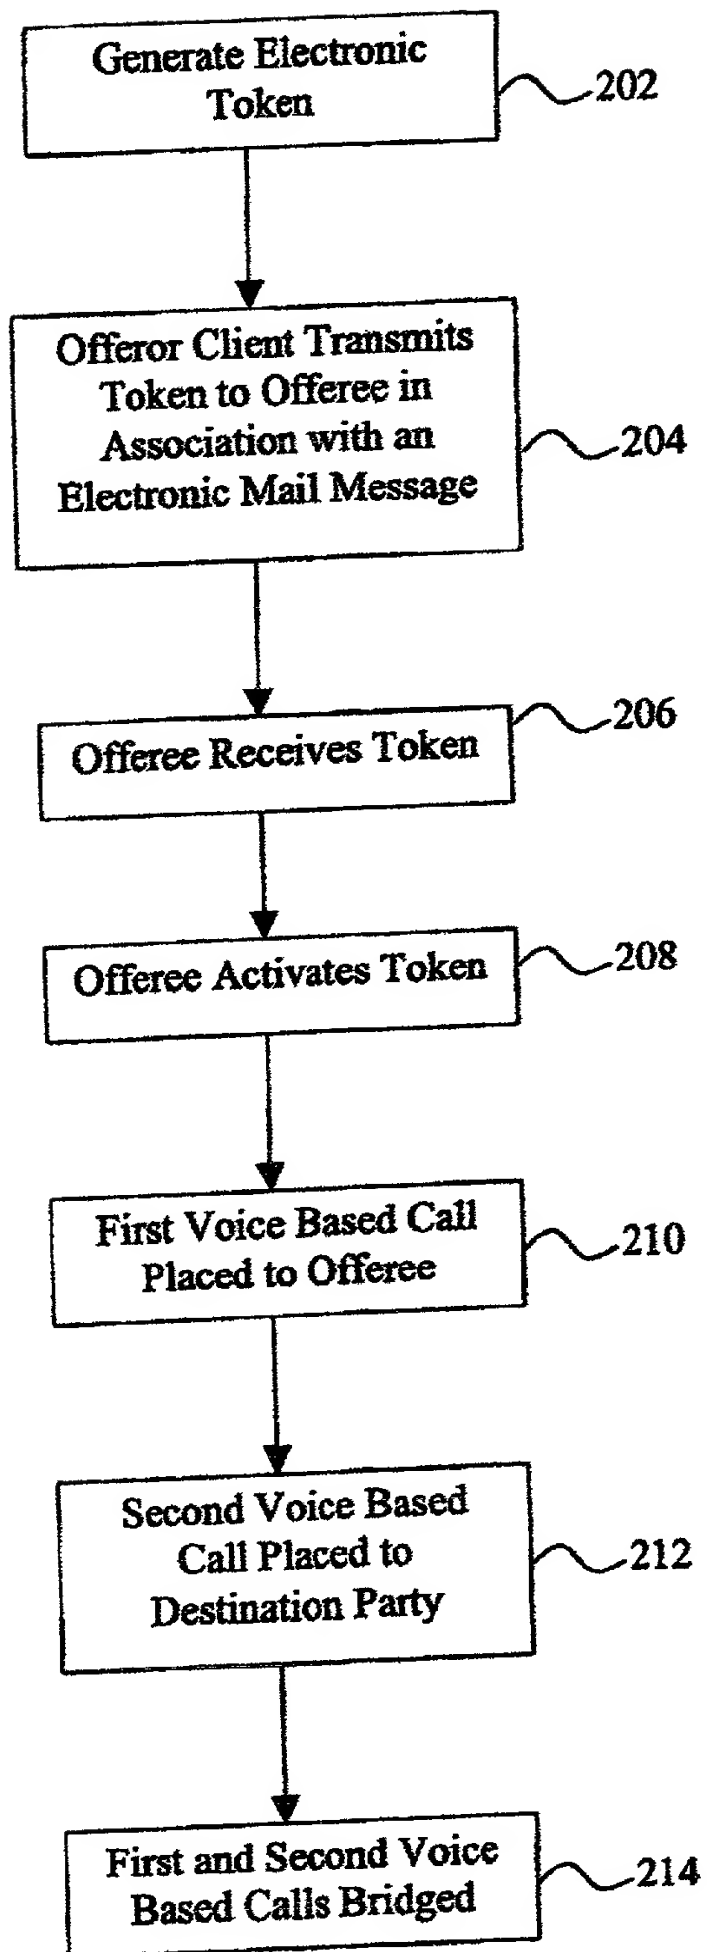 Generate Electronic
Token
202
Offeror Client Transmits
Token to Offeree in
Association with an
Electronic Mail Message
204
206
Offeree Receives Token
Offeree Activates Token
208
First Voice Based Call
Placed to Offeree
210
Second Voice Based
Call Placed to
Destination Party
212
First and Second Voice
Based Calls Bridged
214